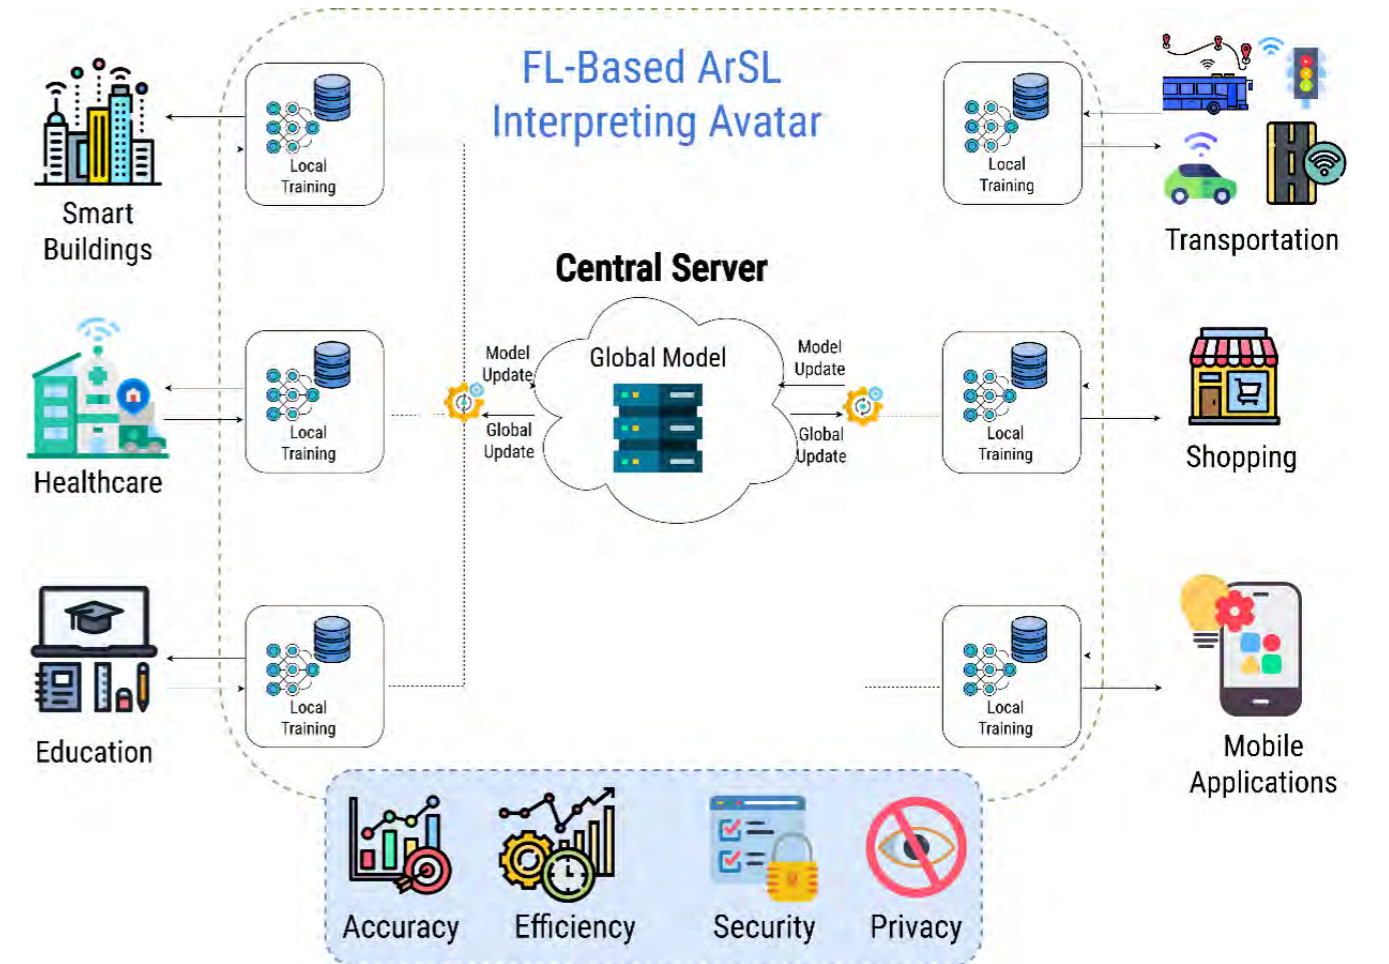 FL-Based ArSL
Interpreting Avatar
Local
Training
Smart
Buildings
Local
Training
Transportation
Central Server
Global Model
Model
Update
Global
Update
Model
Update
Global
Update
Local
Training
Healthcare
Local
Training
Shopping
Local
Training
Education
Local
Training
Mobile
Applications
Accuracy
Efficiency
Security
Privacy